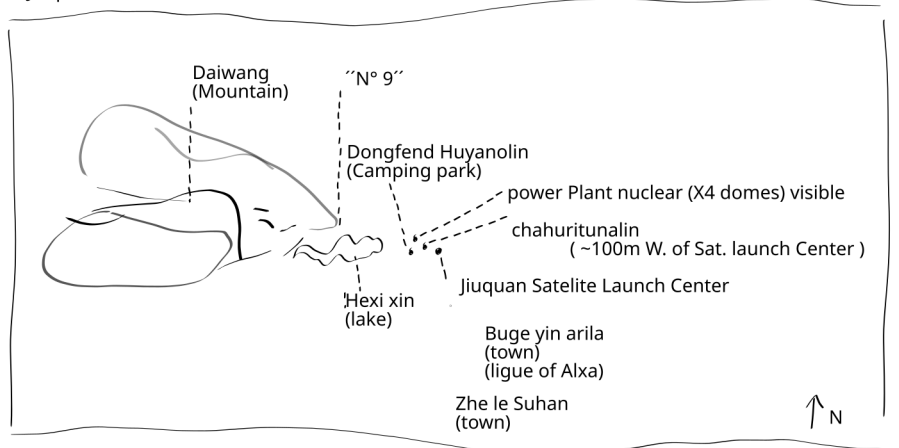 Daiwang
(Mountain)
´´N° 9´´
Dongfend Huyanolin
(Camping park)
power Plant nuclear (X4 domes) visible
chahuritunalin
( ~100m W. of Sat. launch Center )
Jiuquan Satelite Launch Center
Hexi xin
(lake)
Buge yin arila
(town)
(ligue of Alxa)
Zhe le Suhan
(town)
N